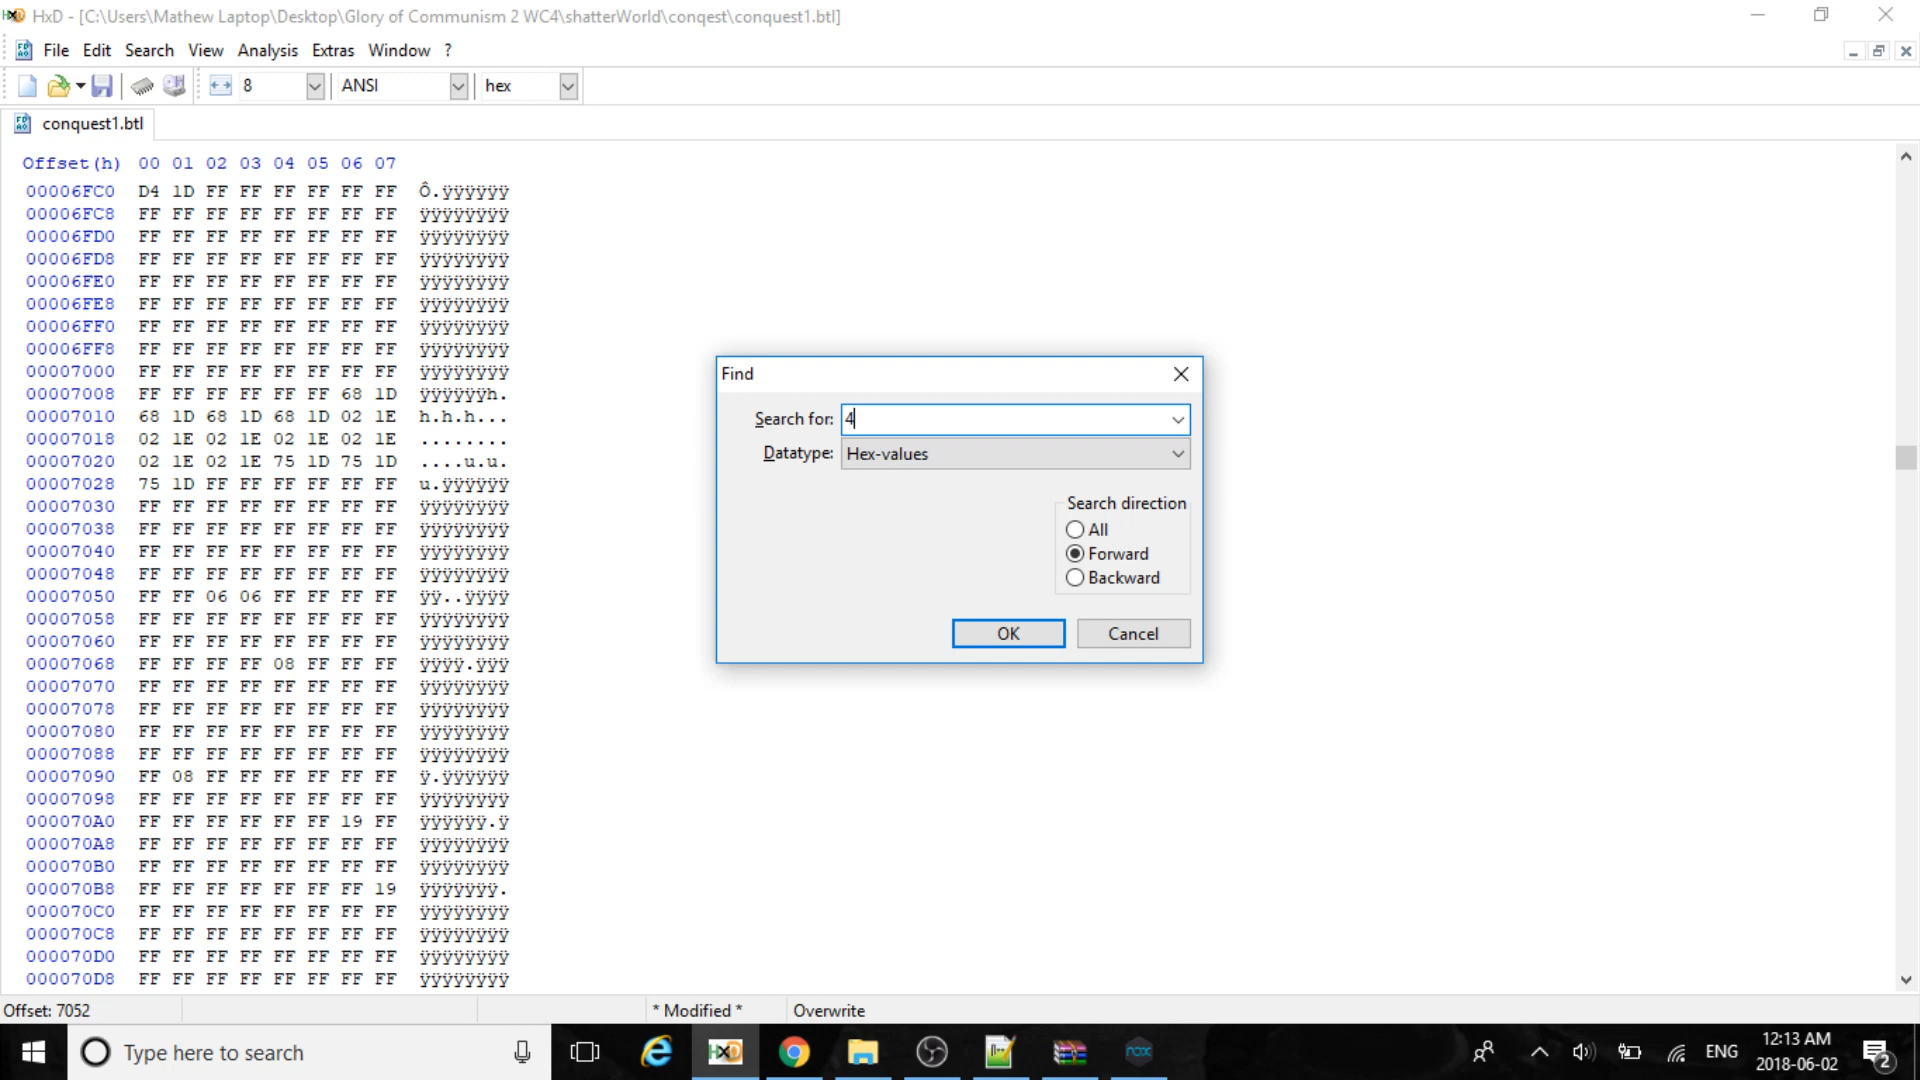 HxD - [C:\Users\Mathew Laptop\Desktop\Glory of Communism 2 WC4\shatterWorld\conqest\conquest1.btl]
File Edit Search View Analysis Extras Window ?
8 ANSI hex
conquest1.btl
Offset(h) 00 01 02 03 04 05 06 07
00006FC0 D4 1D FF FF FF FF FF FF Ô.ÿÿÿÿÿÿ
00006FC8 FF FF FF FF FF FF FF FF ÿÿÿÿÿÿÿÿ
00006FD0 FF FF FF FF FF FF FF FF ÿÿÿÿÿÿÿÿ
00006FD8 FF FF FF FF FF FF FF FF ÿÿÿÿÿÿÿÿ
00006FE0 FF FF FF FF FF FF FF FF ÿÿÿÿÿÿÿÿ
00006FE8 FF FF FF FF FF FF FF FF ÿÿÿÿÿÿÿÿ
00006FF0 FF FF FF FF FF FF FF FF ÿÿÿÿÿÿÿÿ
00006FF8 FF FF FF FF FF FF FF FF ÿÿÿÿÿÿÿÿ
00007000 FF FF FF FF FF FF FF FF ÿÿÿÿÿÿÿÿ
00007008 FF FF FF FF FF FF 68 1D ÿÿÿÿÿÿh.
00007010 68 1D 68 1D 68 1D 02 1E h.h.h...
00007018 02 1E 02 1E 02 1E 02 1E ........
00007020 02 1E 02 1E 75 1D 75 1D ....u.u.
00007028 75 1D FF FF FF FF FF FF u.ÿÿÿÿÿÿ
00007030 FF FF FF FF FF FF FF FF ÿÿÿÿÿÿÿÿ
00007038 FF FF FF FF FF FF FF FF ÿÿÿÿÿÿÿÿ
00007040 FF FF FF FF FF FF FF FF ÿÿÿÿÿÿÿÿ
00007048 FF FF FF FF FF FF FF FF ÿÿÿÿÿÿÿÿ
00007050 FF FF 06 06 FF FF FF FF ÿÿ..ÿÿÿÿ
00007058 FF FF FF FF FF FF FF FF ÿÿÿÿÿÿÿÿ
00007060 FF FF FF FF FF FF FF FF ÿÿÿÿÿÿÿÿ
00007068 FF FF FF FF 08 FF FF FF ÿÿÿÿ.ÿÿÿ
00007070 FF FF FF FF FF FF FF FF ÿÿÿÿÿÿÿÿ
00007078 FF FF FF FF FF FF FF FF ÿÿÿÿÿÿÿÿ
00007080 FF FF FF FF FF FF FF FF ÿÿÿÿÿÿÿÿ
00007088 FF FF FF FF FF FF FF FF ÿÿÿÿÿÿÿÿ
00007090 FF 08 FF FF FF FF FF FF ÿ.ÿÿÿÿÿÿ
00007098 FF FF FF FF FF FF FF FF ÿÿÿÿÿÿÿÿ
000070A0 FF FF FF FF FF FF 19 FF ÿÿÿÿÿÿ.ÿ
000070A8 FF FF FF FF FF FF FF FF ÿÿÿÿÿÿÿÿ
000070B0 FF FF FF FF FF FF FF FF ÿÿÿÿÿÿÿÿ
000070B8 FF FF FF FF FF FF FF 19 ÿÿÿÿÿÿÿ.
000070C0 FF FF FF FF FF FF FF FF ÿÿÿÿÿÿÿÿ
000070C8 FF FF FF FF FF FF FF FF ÿÿÿÿÿÿÿÿ
000070D0 FF FF FF FF FF FF FF FF ÿÿÿÿÿÿÿÿ
000070D8 FF FF FF FF FF FF FF FF ÿÿÿÿÿÿÿÿ
Find
Search for: 4
Datatype: Hex-values
Search direction
All
Forward
Backward
OK Cancel
Offset: 7052 * Modified * Overwrite
Type here to search
HXD
nox
ENG
12:13 AM
2018-06-02
2